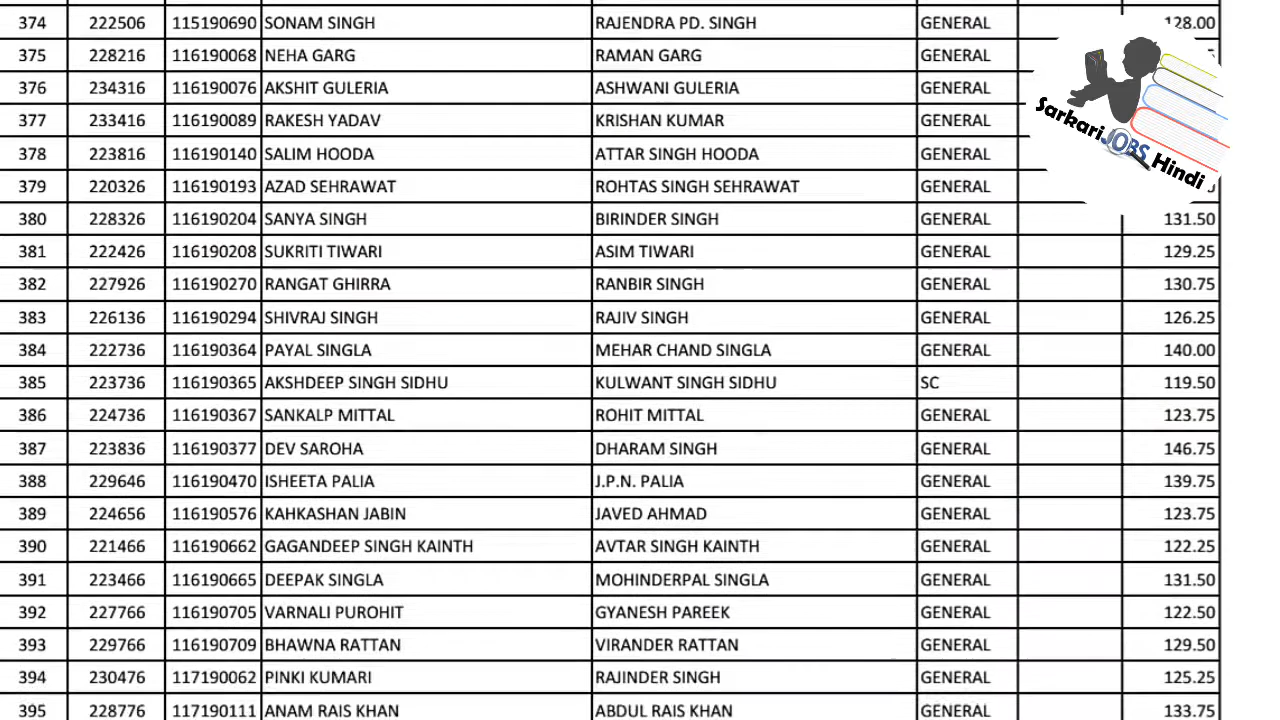 374 222506 115190690 SONAM SINGH RAJENDRA PD. SINGH GENERAL 128.00
375 228216 116190068 NEHA GARG RAMAN GARG GENERAL
376 234316 116190076 AKSHIT GULERIA ASHWANI GULERIA GENERAL
377 233416 116190089 RAKESH YADAV KRISHAN KUMAR GENERAL
378 223816 116190140 SALIM HOODA ATTAR SINGH HOODA GENERAL
379 220326 116190193 AZAD SEHRAWAT ROHTAS SINGH SEHRAWAT GENERAL
380 228326 116190204 SANYA SINGH BIRINDER SINGH GENERAL 131.50
381 222426 116190208 SUKRITI TIWARI ASIM TIWARI GENERAL 129.25
382 227926 116190270 RANGAT GHIRRA RANBIR SINGH GENERAL 130.75
383 226136 116190294 SHIVRAJ SINGH RAJIV SINGH GENERAL 126.25
384 222736 116190364 PAYAL SINGLA MEHAR CHAND SINGLA GENERAL 140.00
385 223736 116190365 AKSHDEEP SINGH SIDHU KULWANT SINGH SIDHU SC 119.50
386 224736 116190367 SANKALP MITTAL ROHIT MITTAL GENERAL 123.75
387 223836 116190377 DEV SAROHA DHARAM SINGH GENERAL 146.75
388 229646 116190470 ISHEETA PALIA J.P.N. PALIA GENERAL 139.75
389 224656 116190576 KAHKASHAN JABIN JAVED AHMAD GENERAL 123.75
390 221466 116190662 GAGANDEEP SINGH KAINTH AVTAR SINGH KAINTH GENERAL 122.25
391 223466 116190665 DEEPAK SINGLA MOHINDERPAL SINGLA GENERAL 131.50
392 227766 116190705 VARNALI PUROHIT GYANESH PAREEK GENERAL 122.50
393 229766 116190709 BHAWNA RATTAN VIRANDER RATTAN GENERAL 129.50
394 230476 117190062 PINKI KUMARI RAJINDER SINGH GENERAL 125.25
395 228776 117190111 ANAM RAIS KHAN ABDUL RAIS KHAN GENERAL 133.75
Sarkari JOBS Hindi